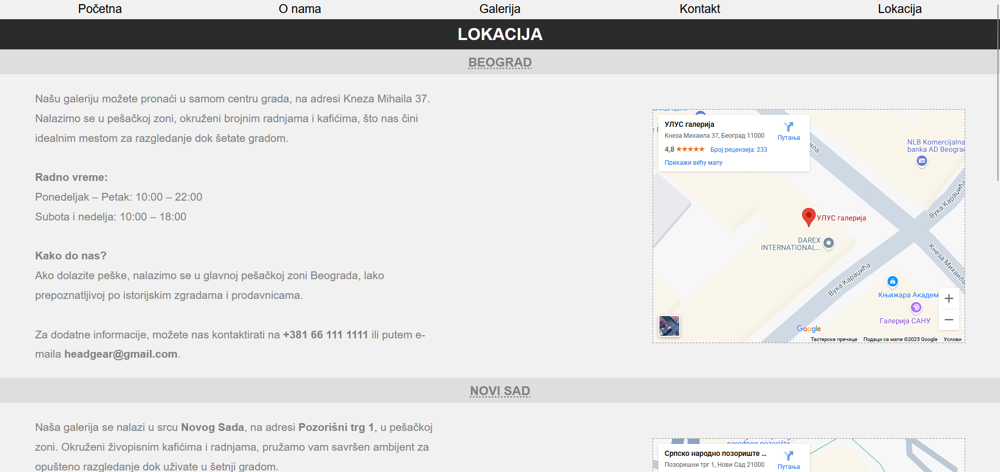 Početna
O nama
Galerija
Kontakt
Lokacija
LOKACIJA
BEOGRAD
Našu galeriju možete pronaći u samom centru grada, na adresi Kneza Mihaila 37.
Nalazimo se u pešačkoj zoni, okruženi brojnim radnjama i kafićima, što nas čini
idealnim mestom za razgledanje dok šetate gradom.
Radno vreme:
Ponedeljak – Petak: 10:00 – 22:00
Subota i nedelja: 10:00 – 18:00
Kako do nas?
Ako dolazite peške, nalazimo se u glavnoj pešačkoj zoni Beograda, lako
prepoznatljivoj po istorijskim zgradama i prodavnicama.
Za dodatne informacije, možete nas kontaktirati na +381 66 111 1111 ili putem e-
maila headgear@gmail.com.
УЛУС галерија
Кнеза Михаила 37, Београд 11000
Путања
4,8
Број рецензија: 233
Прикажи већу мапу
NLB Komercijalna
banka AD Beograd
Вука Караџића
УЛУС галерија
DAREX
INTERNATIONAL...
Кнеза Михаила
Вука Караџића
Књижара Академ
Галерија САНУ
Google
Тастерске пречице
Подаци са мапе ©2025 Google
Услови
NOVI SAD
Naša galerija se nalazi u srcu Novog Sada, na adresi Pozorišni trg 1, u pešačkoj
zoni. Okruženi živopisnim kafićima i radnjama, pružamo vam savršen ambijent za
opušteno razgledanje dok uživate u šetnji gradom.
narodnog pozorišta
Српско народно позориште ...
Позоришни трг 1, Нови Сад 21000
Путања